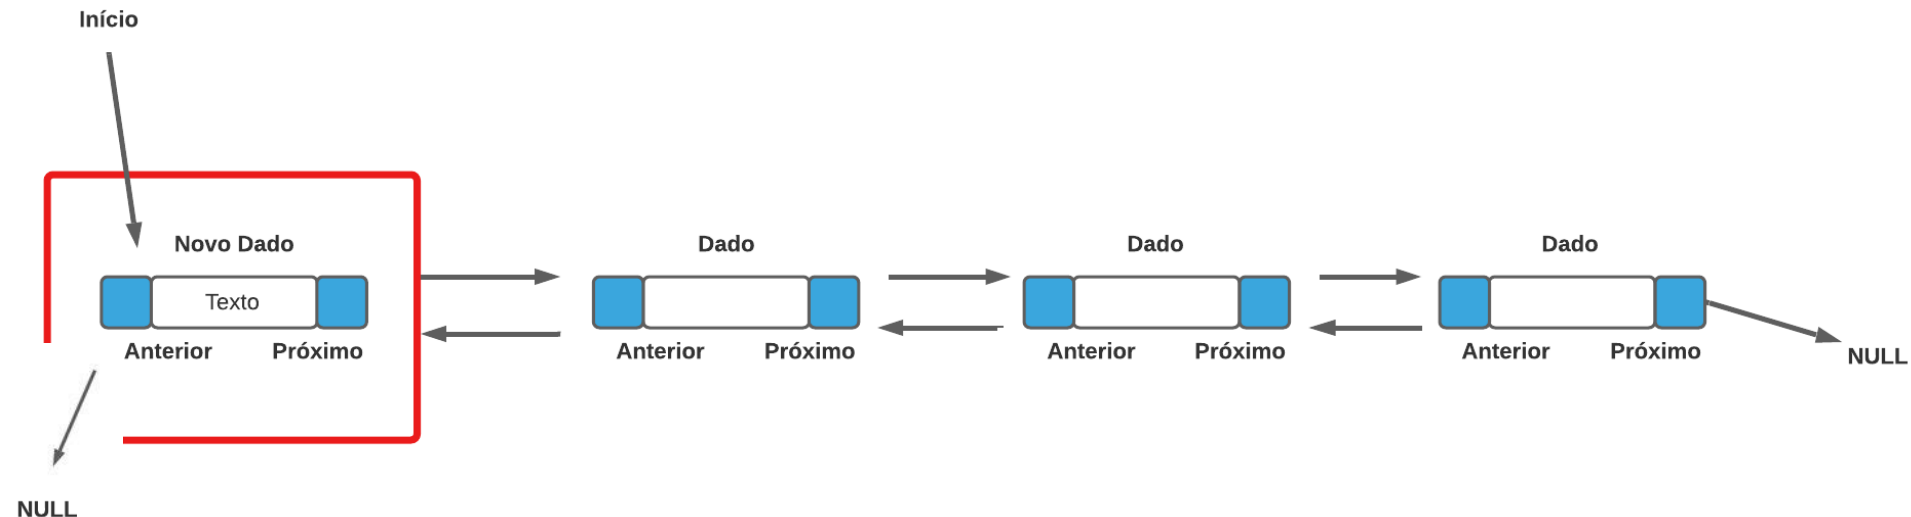 Início
Novo Dado
Dado
Dado
Dado
Texto
Anterior
Próximo
Anterior
Próximo
Anterior
Próximo
Anterior
Próximo
NULL
NULL